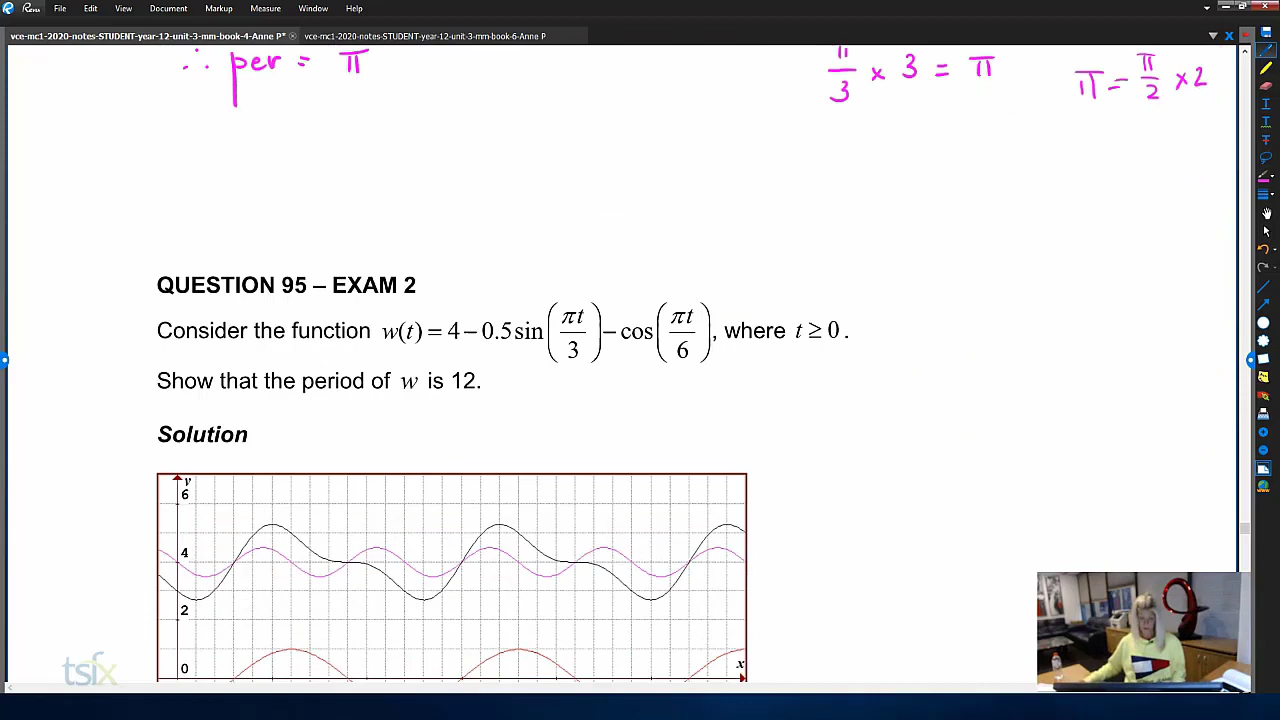 File Edit View Document Markup Measure Window Help
vce-mc1-2020-notes-STUDENT-year-12-unit-3-mm-book-4-Anne P* vce-mc1-2020-notes-STUDENT-year-12-unit-3-mm-book-6-Anne P
∴ per = π
π/3 × 3 = π
π = π/2 × 2
QUESTION 95 – EXAM 2
Consider the function w(t) = 4 − 0.5 sin(πt/3) − cos(πt/6), where t ≥ 0.
Show that the period of w is 12.
Solution
y
6
4
2
0
x
tsfx